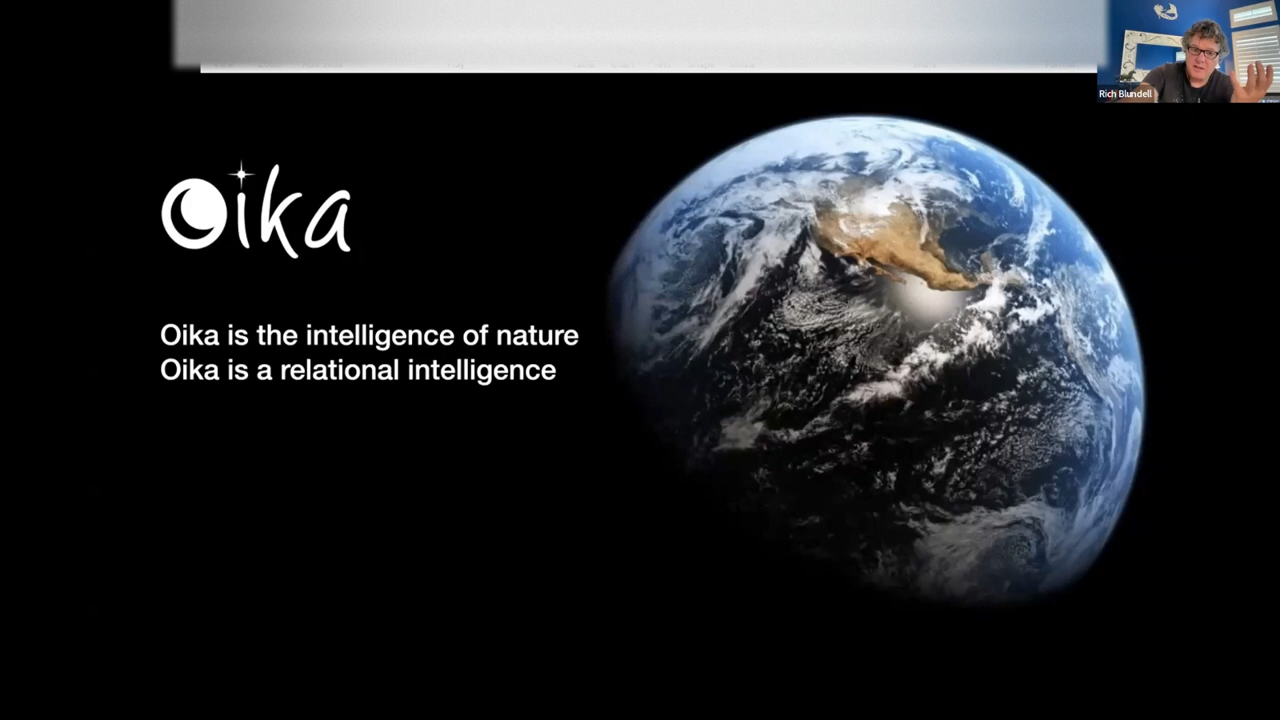 Rich Blundell
Oika
Oika is the intelligence of nature
Oika is a relational intelligence